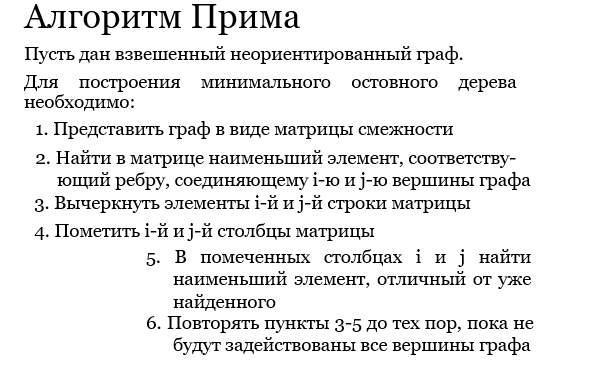 Алгоритм Прима
Пусть дан взвешенный неориентированный граф.
Для построения минимального остовного дерева
необходимо:
1. Представить граф в виде матрицы смежности
2. Найти в матрице наименьший элемент, соответству-
ющий ребру, соединяющему i-ю и j-ю вершины графа
3. Вычеркнуть элементы i-й и j-й строки матрицы
4. Пометить i-й и j-й столбцы матрицы
5. В помеченных столбцах i и j найти
наименьший элемент, отличный от уже
найденного
6. Повторять пункты 3-5 до тех пор, пока не
будут задействованы все вершины графа